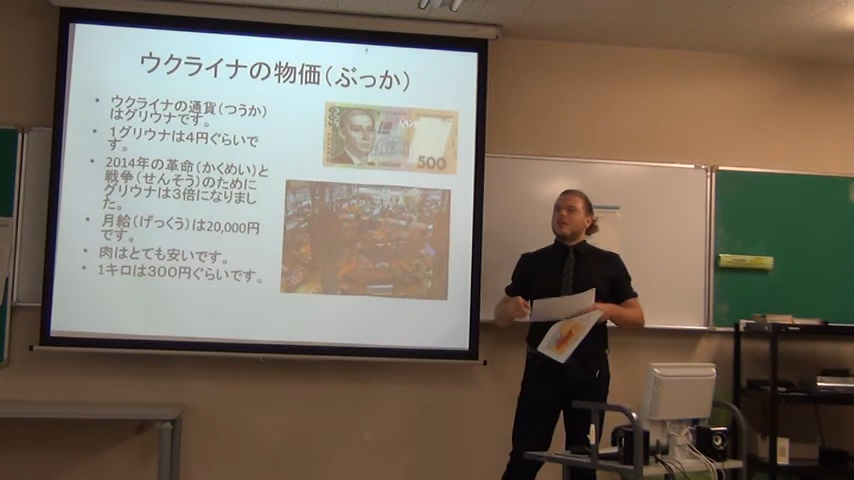 ウクライナの物価（ぶっか）
• ウクライナの通貨（つうか）
はグリウナです。
• １グリウナは４円ぐらいで
す。
• 2014年の革命（かくめい）と
戦争（せんそう）のために
グリウナは３倍になりまし
た。
• 月給（げっくう）は20,000円
です。
• 肉はとても安いです。
• １キロは３００円ぐらいです。
500